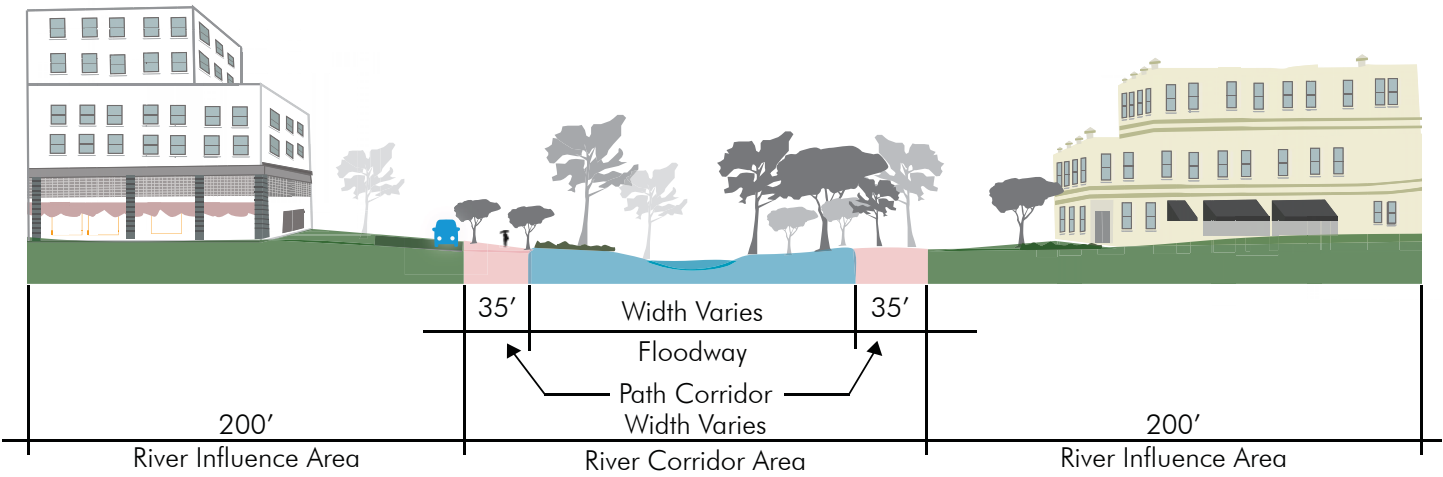 35’
Width Varies
35’
Floodway
Path Corridor
200’
Width Varies
200’
River Influence Area
River Corridor Area
River Influence Area